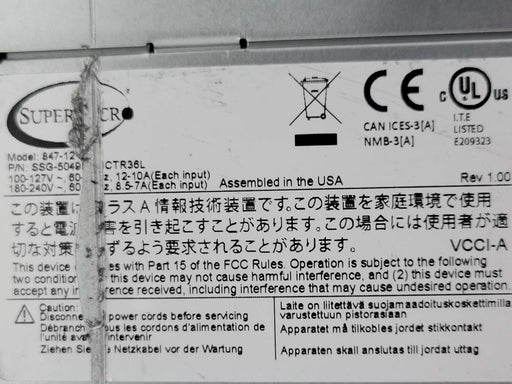 SUPER CR
CE
C UL US
I.T.E
LISTED
E209323
CAN ICES-3[A]
NMB-3[A]
Model: 847-12
P/N: SSG-5049 CTR36L
100-127V 60 z, 12-10A(Each input)
180-240V ~, 60 z, 8.5-7A(Each input)
Assembled in the USA
Rev 1.00
この装置は ラスA情報技術装置です。この装置を家庭環境で使用
すると電波 害を引き起こすことがあります。この場合には使用者が適
切な対策 ずるよう要求されることがあります。
VCCI-A
This device es with Part 15 of the FCC Rules. Operation is subject to the following
two condition this device may not cause harmful interference, and (2) this device must
accept any in erence received, including interference that may cause undesired operation.
Caution:
Disconne power cords before servicing
Débranch us les cordons d'alimentation de
l'unité ava intervenir
Ziehen Sie Netzkabel vor der Wartung
Laite on liitettävä suojamaadoituskoskettimilla
varustettuun pistorasiaan
Apparatet må tilkobles jordet stikkontakt
Apparaten skall anslutas till jordat uttag